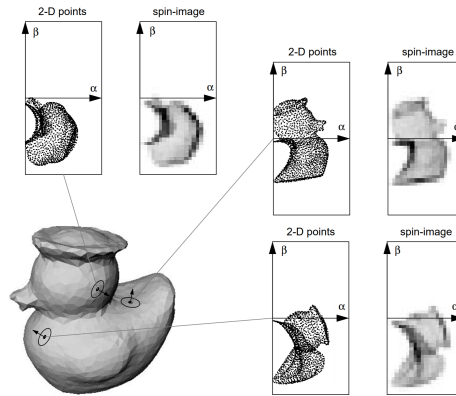 2-D points
spin-image
β
α
2-D points
spin-image
β
α
α
2-D points
spin-image
β
α
α